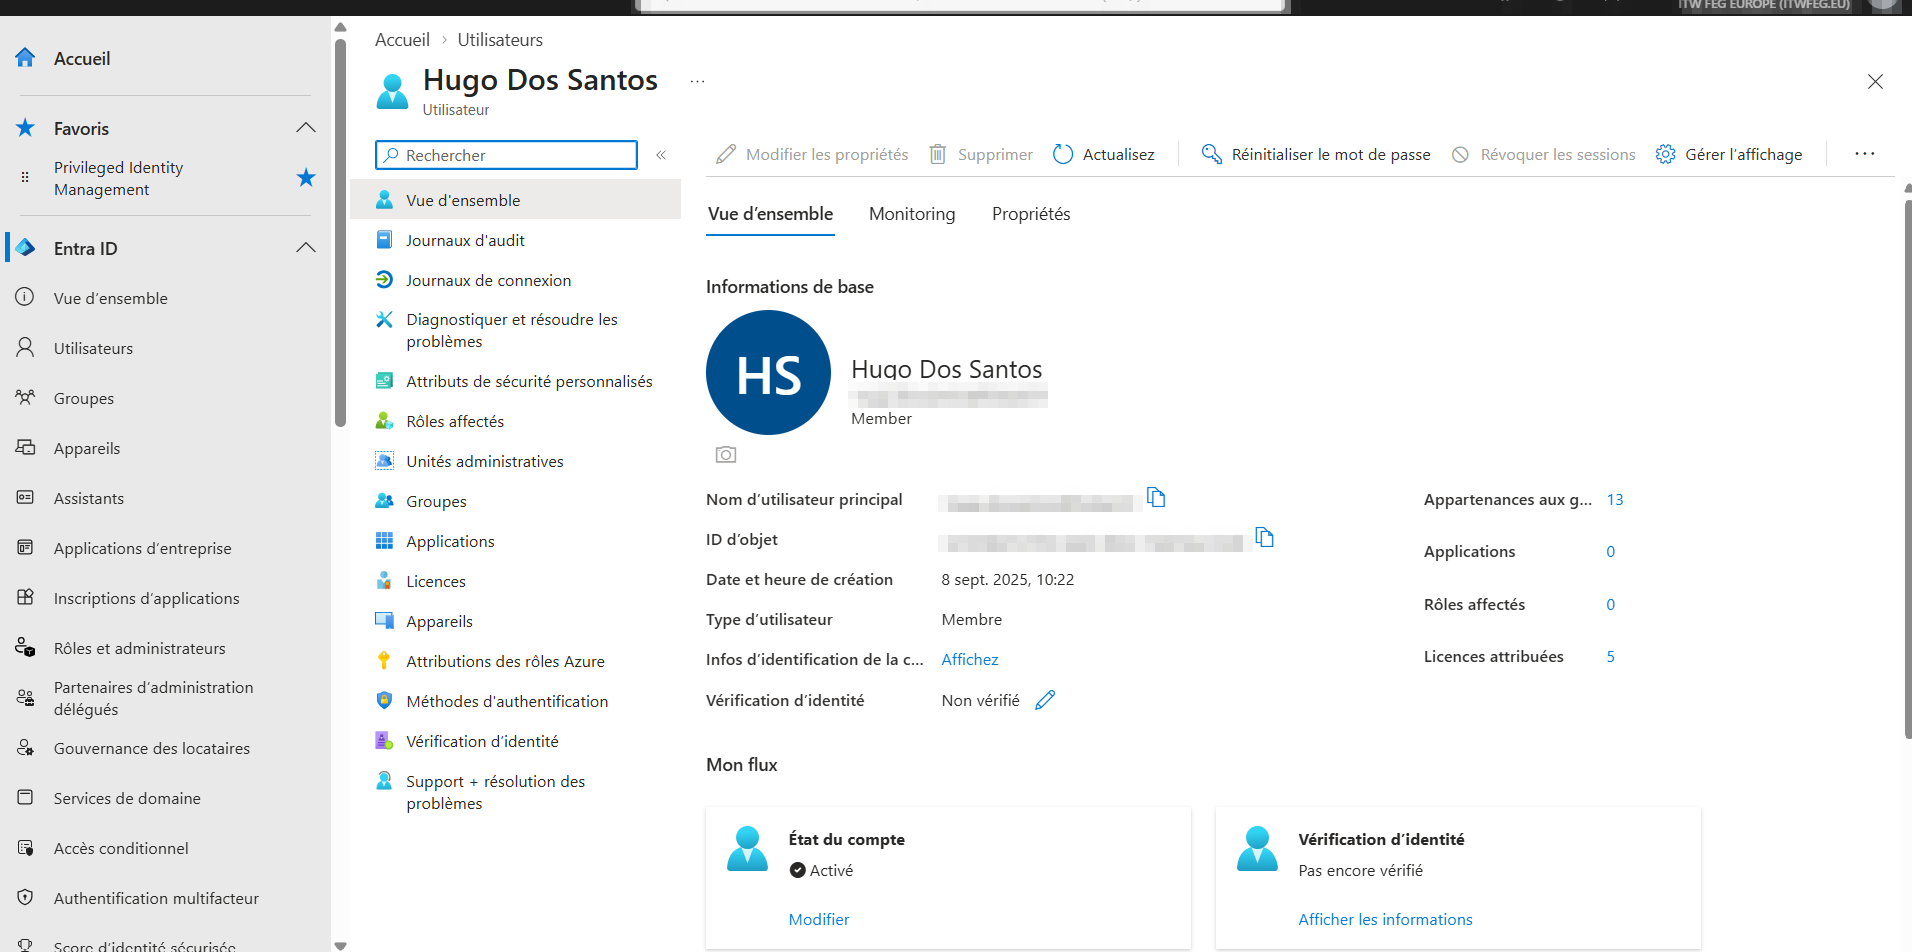 ITW FEG EUROPE (ITWFEG.EU)
Accueil
Favoris
Privileged Identity
Management
Entra ID
Vue d'ensemble
Utilisateurs
Groupes
Appareils
Assistants
Applications d'entreprise
Inscriptions d'applications
Rôles et administrateurs
Partenaires d'administration
délégués
Gouvernance des locataires
Services de domaine
Accès conditionnel
Authentification multifacteur
Score d'identité sécurisée
Accueil > Utilisateurs
Hugo Dos Santos ...
Utilisateur
Rechercher «
Vue d'ensemble
Journaux d'audit
Journaux de connexion
Diagnostiquer et résoudre les
problèmes
Attributs de sécurité personnalisés
Rôles affectés
Unités administratives
Groupes
Applications
Licences
Appareils
Attributions des rôles Azure
Méthodes d'authentification
Vérification d'identité
Support + résolution des
problèmes
Modifier les propriétés Supprimer Actualisez Réinitialiser le mot de passe Révoquer les sessions Gérer l'affichage ...
Vue d'ensemble Monitoring Propriétés
Informations de base
HS
Hugo Dos Santos
Member
Nom d'utilisateur principal
ID d'objet
Date et heure de création 8 sept. 2025, 10:22
Type d'utilisateur Membre
Infos d'identification de la c... Affichez
Vérification d'identité Non vérifié
Appartenances aux g... 13
Applications 0
Rôles affectés 0
Licences attribuées 5
Mon flux
État du compte
Activé
Modifier
Vérification d'identité
Pas encore vérifié
Afficher les informations